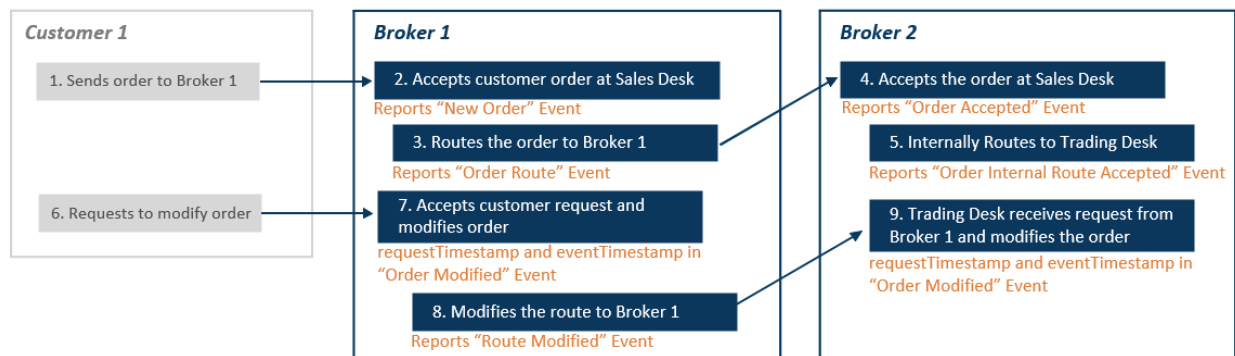 Customer 1
1. Sends order to Broker 1
6. Requests to modify order
Broker 1
2. Accepts customer order at Sales Desk
Reports “New Order” Event
3. Routes the order to Broker 1
Reports “Order Route” Event
7. Accepts customer request and
modifies order
requestTimestamp and eventTimestamp in
“Order Modified” Event
8. Modifies the route to Broker 1
Reports “Route Modified” Event
Broker 2
4. Accepts the order at Sales Desk
Reports “Order Accepted” Event
5. Internally Routes to Trading Desk
Reports “Order Internal Route Accepted” Event
9. Trading Desk receives request from
Broker 1 and modifies the order
requestTimestamp and eventTimestamp in
“Order Modified” Event